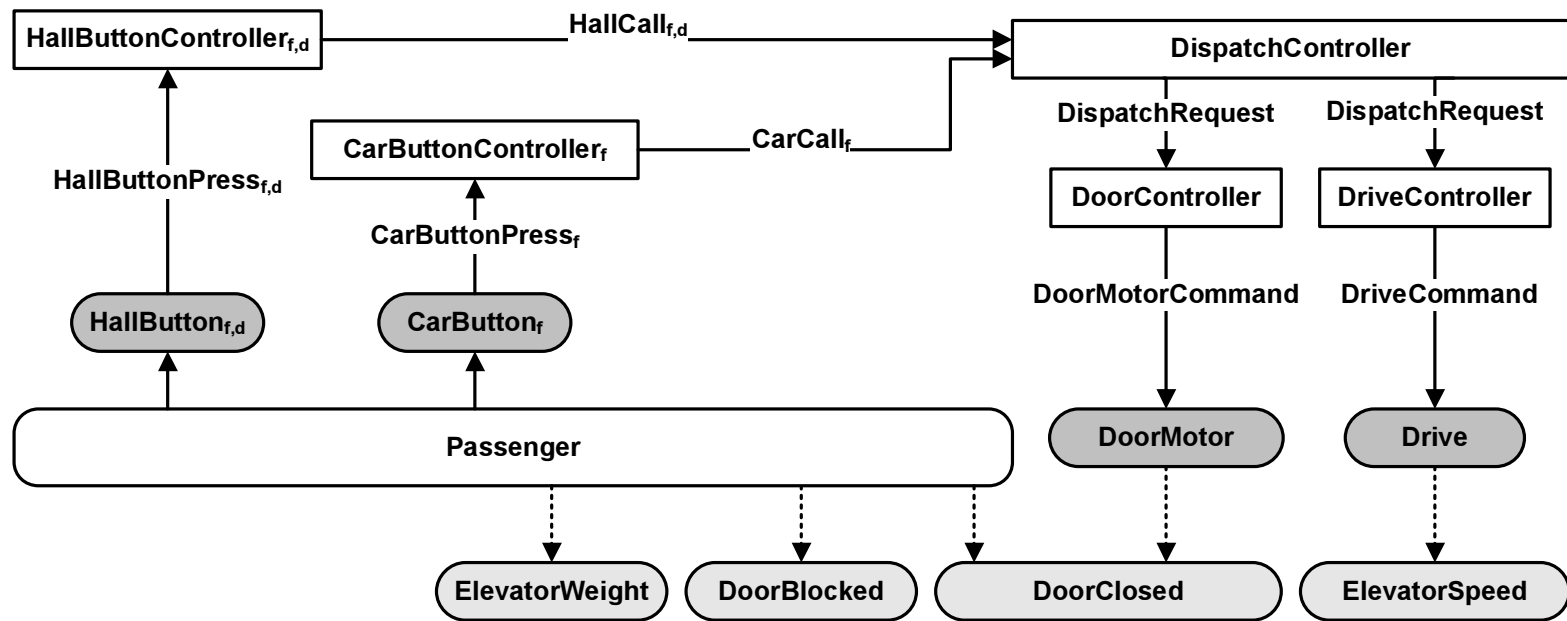 HallButtonController_f,d
HallCall_f,d
DispatchController
DispatchRequest
DispatchRequest
CarButtonController_f
CarCall_f
HallButtonPress_f,d
DoorController
DriveController
CarButtonPress_f
DoorMotorCommand
DriveCommand
HallButton_f,d
CarButton_f
Passenger
DoorMotor
Drive
ElevatorWeight
DoorBlocked
DoorClosed
ElevatorSpeed